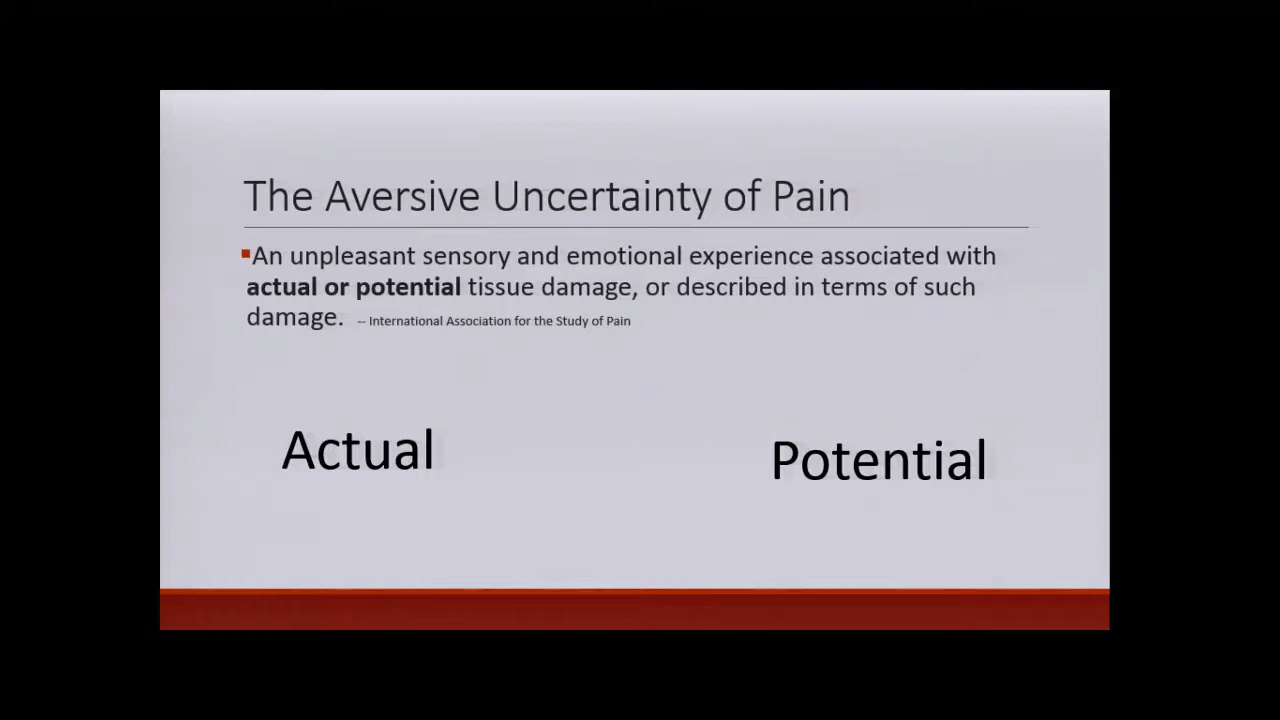 The Aversive Uncertainty of Pain
▪An unpleasant sensory and emotional experience associated with
actual or potential tissue damage, or described in terms of such
damage. -- International Association for the Study of Pain
Actual
Potential